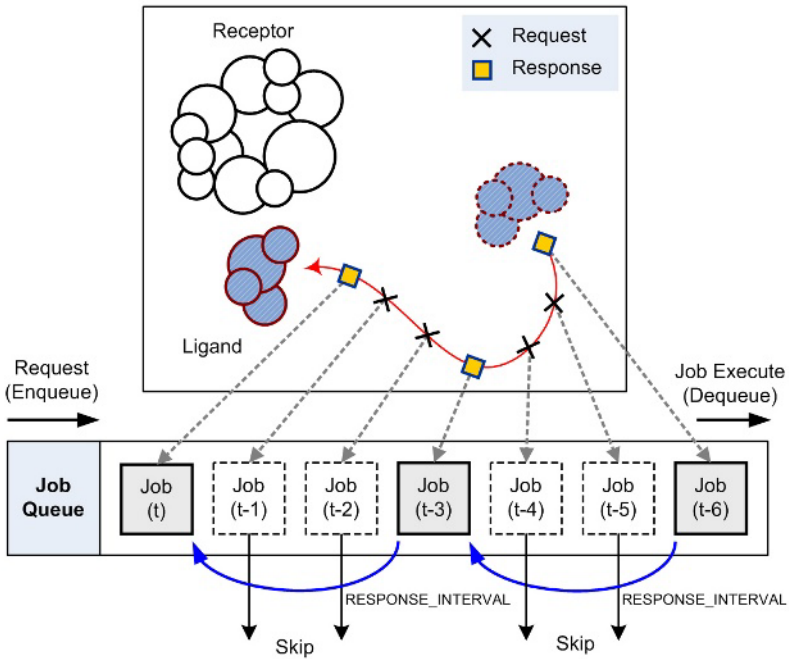 Receptor
Request
Response
Ligand
Request
(Enqueue)
Job Execute
(Dequeue)
Job
Queue
Job
(t)
Job
(t-1)
Job
(t-2)
Job
(t-3)
Job
(t-4)
Job
(t-5)
Job
(t-6)
RESPONSE_INTERVAL
RESPONSE_INTERVAL
Skip
Skip